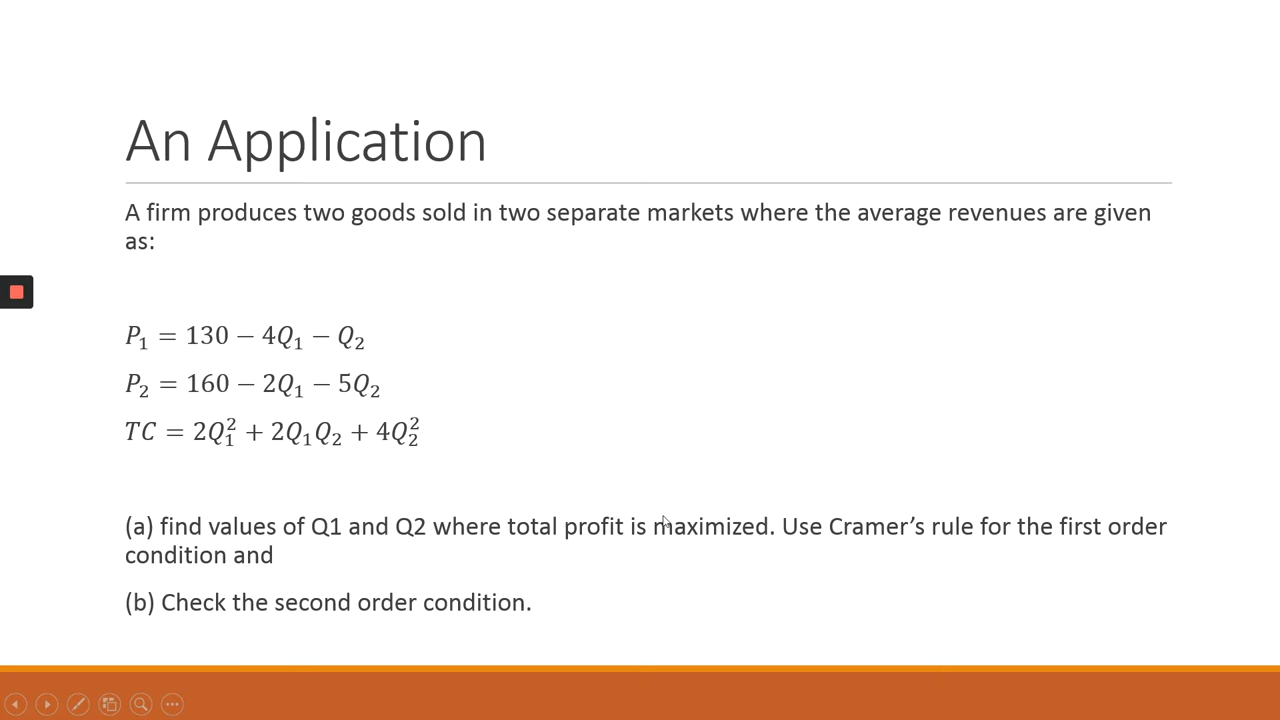 An Application
A firm produces two goods sold in two separate markets where the average revenues are given
as:
𝑃₁ = 130 − 4𝑄₁ − 𝑄₂
𝑃₂ = 160 − 2𝑄₁ − 5𝑄₂
𝑇𝐶 = 2𝑄₁² + 2𝑄₁𝑄₂ + 4𝑄₂²
(a) find values of Q1 and Q2 where total profit is maximized. Use Cramer’s rule for the first order
condition and
(b) Check the second order condition.